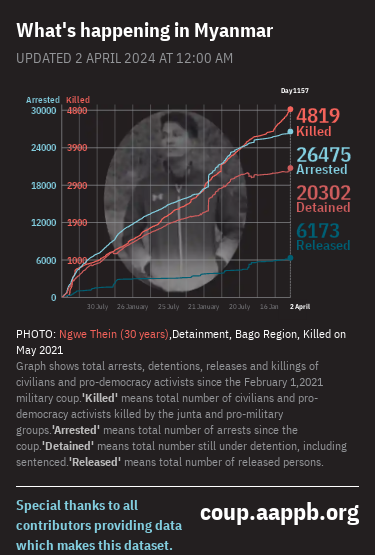 What's happening in Myanmar
UPDATED 2 APRIL 2024 AT 12:00 AM
Day1157
Arrested Killed
30000 4800
24000 3900
18000 2900
12000 1900
6000 1000
0
4819
Killed
26475
Arrested
20302
Detained
6173
Released
30 July 26 January 25 July 21 January 20 July 16 Jan 2 April
PHOTO: Ngwe Thein (30 years),Detainment, Bago Region, Killed on
May 2021
Graph shows total arrests, detentions, releases and killings of
civilians and pro-democracy activists since the February 1,2021
military coup.'Killed' means total number of civilians and pro-
democracy activists killed by the junta and pro-military
groups.'Arrested' means total number of arrests since the
coup.'Detained' means total number still under detention, including
sentenced.'Released' means total number of released persons.
Special thanks to all
contributors providing data
which makes this dataset.
coup.aappb.org